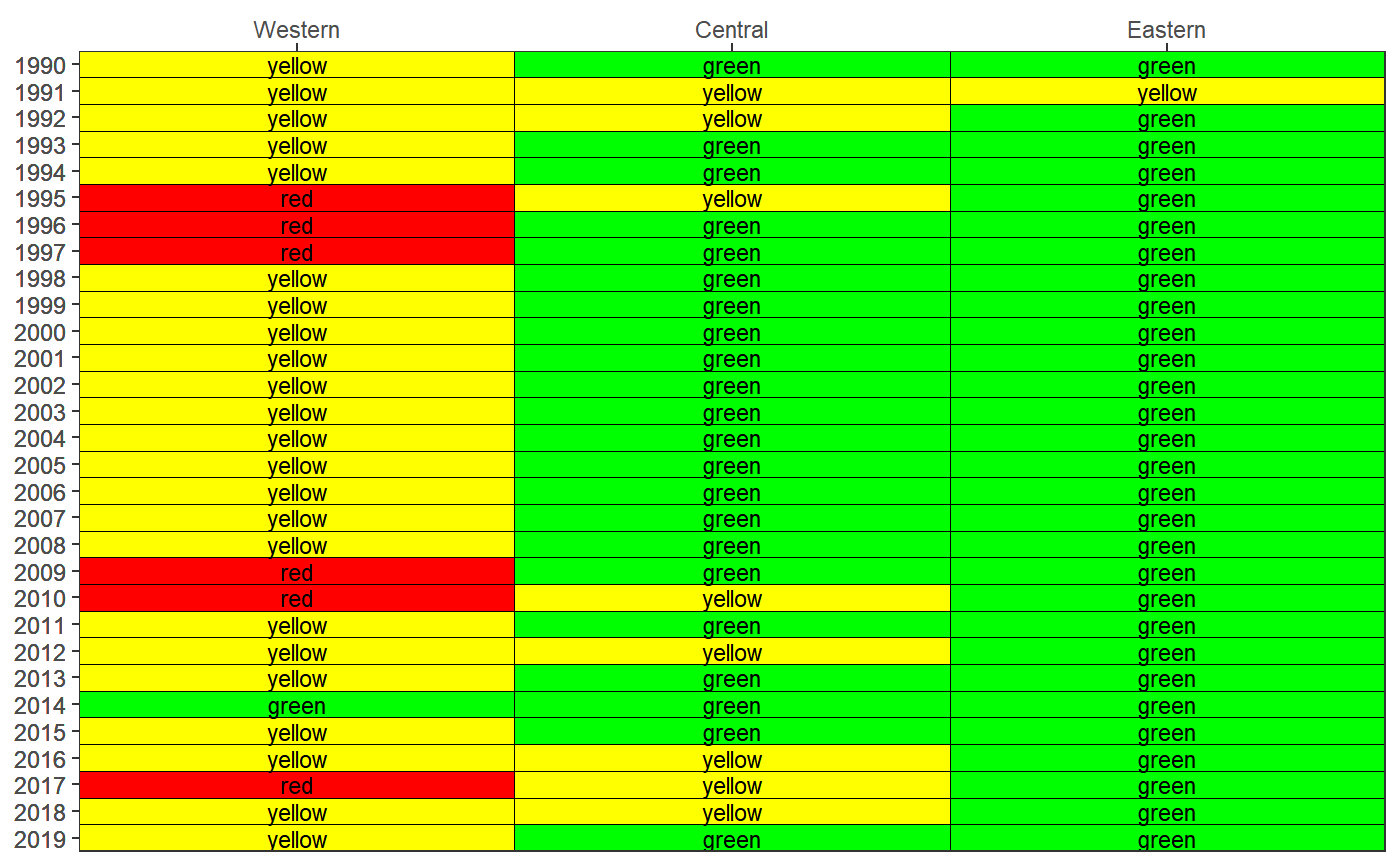 Western Central Eastern
1990 yellow green green
1991 yellow yellow yellow
1992 yellow yellow green
1993 yellow green green
1994 yellow green green
1995 red yellow green
1996 red green green
1997 red green green
1998 yellow green green
1999 yellow green green
2000 yellow green green
2001 yellow green green
2002 yellow green green
2003 yellow green green
2004 yellow green green
2005 yellow green green
2006 yellow green green
2007 yellow green green
2008 yellow green green
2009 red green green
2010 red yellow green
2011 yellow green green
2012 yellow yellow green
2013 yellow green green
2014 green green green
2015 yellow green green
2016 yellow yellow green
2017 red yellow green
2018 yellow yellow green
2019 yellow green green